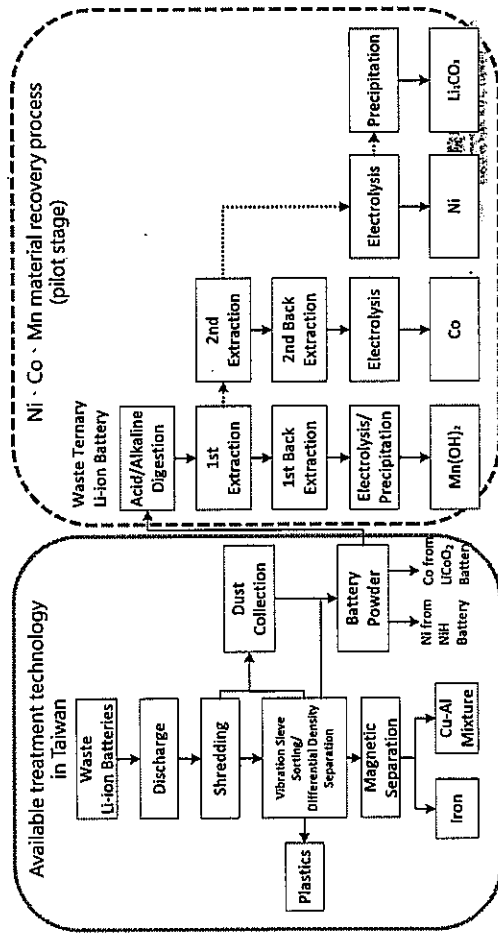 Available treatment technology
in Taiwan
Waste
Li-ion Batteries
Discharge
Shredding
Dust
Collection
Vibration Sieve
Sorting/
Differential Density
Separation
Plastics
Magnetic
Separation
Iron
Cu-Al
Mixture
Battery
Powder
Ni from
NiH
Battery
Co from
LiCoO₂
Battery
Ni、Co、Mn material recovery process
(pilot stage)
Waste Ternary
Li-ion Battery
Acid/Alkaline
Digestion
1st
Extraction
2nd
Extraction
1st Back
Extraction
2nd Back
Extraction
Electrolysis/
Precipitation
Electrolysis
Electrolysis
Precipitation
Mn(OH)₂
Co
Ni
Li₂CO₃